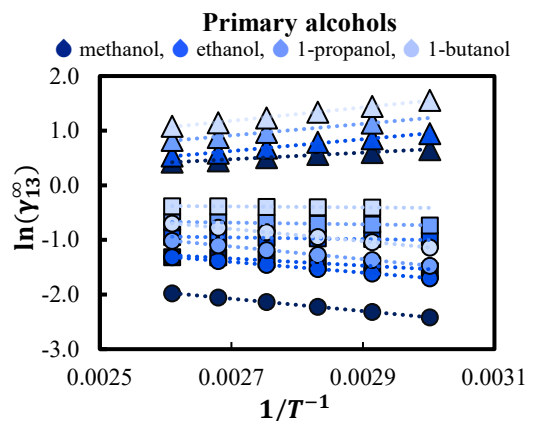 Primary alcohols
methanol, ethanol, 1-propanol, 1-butanol
2.0
1.0
0.0
-1.0
-2.0
-3.0
ln(γ₁₃^∞)
0.0025 0.0027 0.0029 0.0031
1/T⁻¹